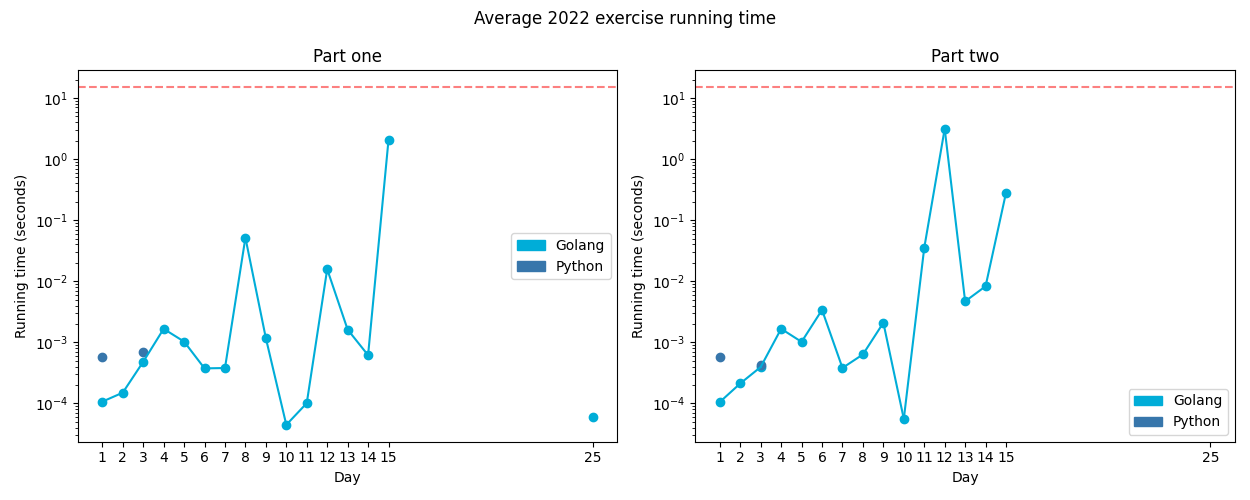 Average 2022 exercise running time
Part one
Running time (seconds)
10¹
10⁰
10⁻¹
10⁻²
10⁻³
10⁻⁴
Golang
Python
1 2 3 4 5 6 7 8 9 10 11 12 13 14 15 25
Day
Part two
Running time (seconds)
10¹
10⁰
10⁻¹
10⁻²
10⁻³
10⁻⁴
Golang
Python
1 2 3 4 5 6 7 8 9 10 11 12 13 14 15 25
Day